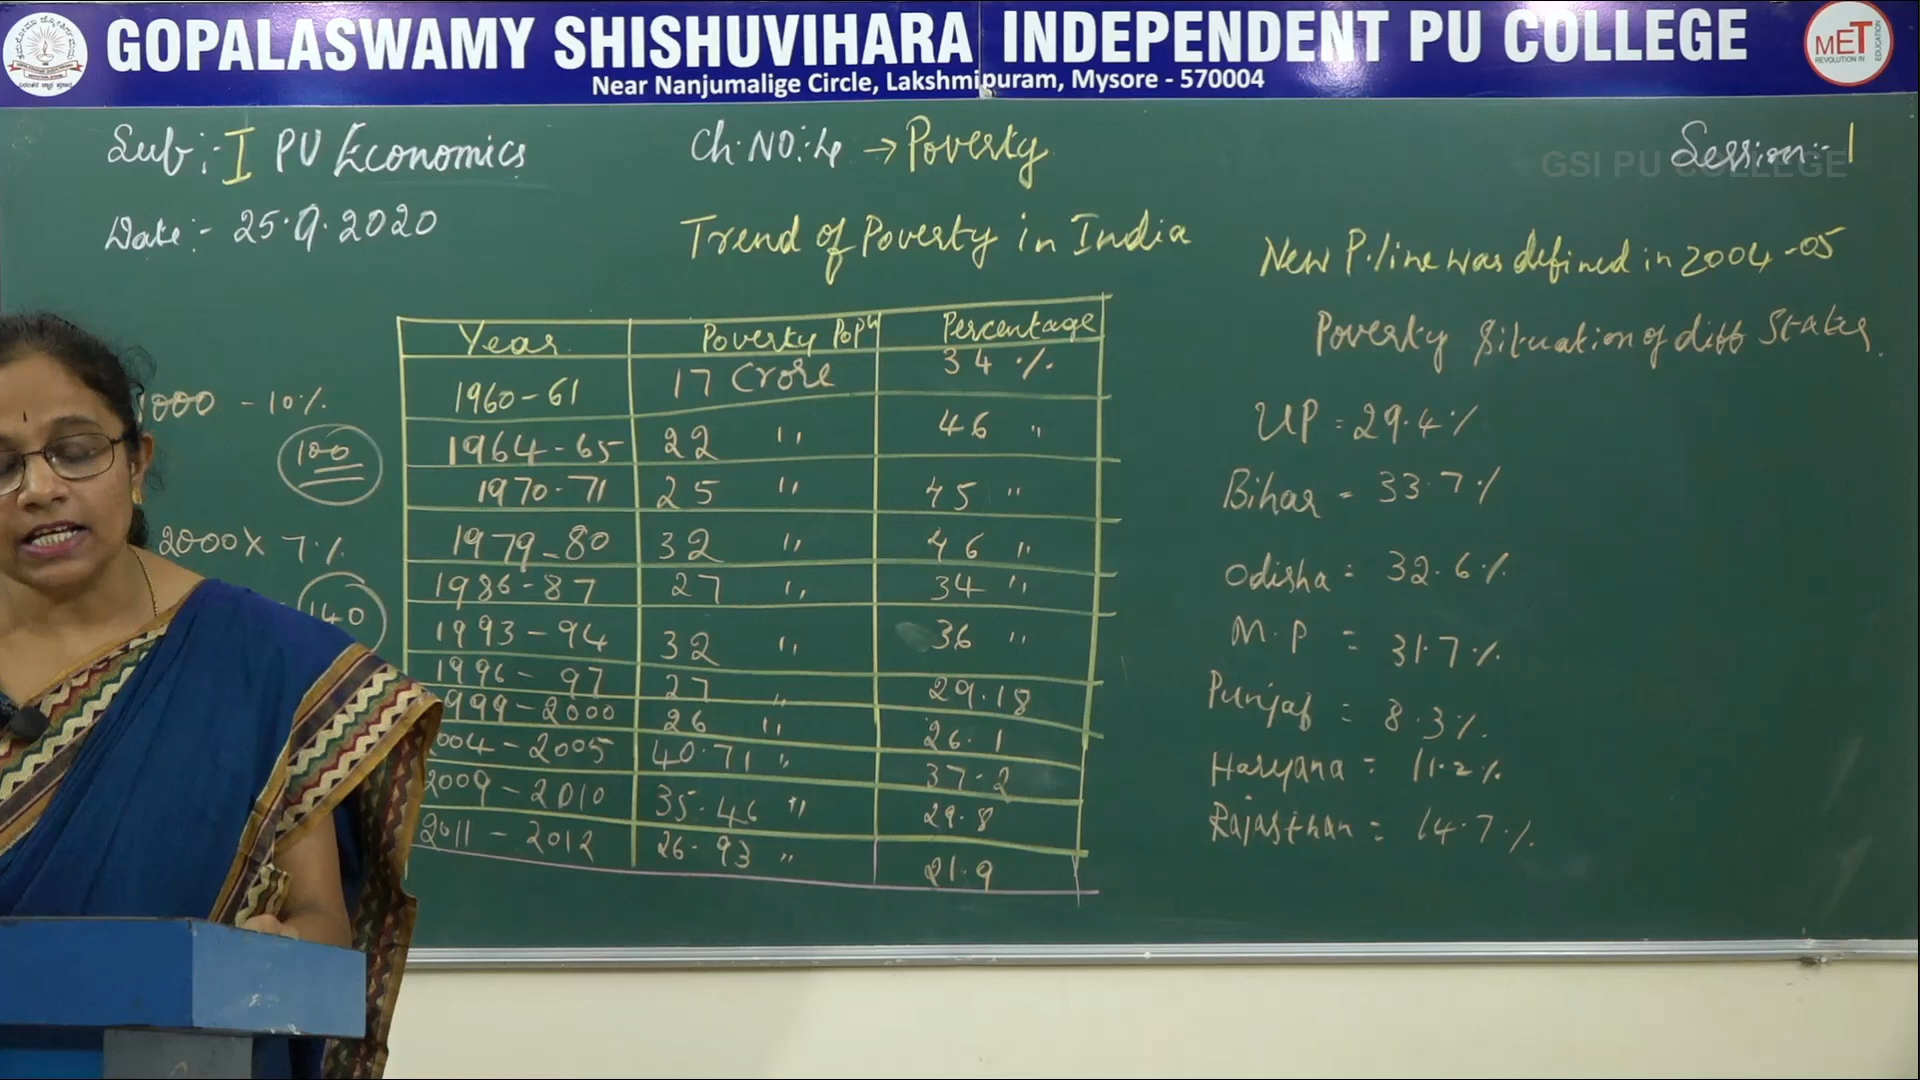 GOPALASWAMY SHISHUVIHARA INDEPENDENT PU COLLEGE
Near Nanjumalige Circle, Lakshmipuram, Mysore - 570004
MET
REVOLUTION IN EDUCATION
Sub:- I PU Economics
Ch.NO:4 → Poverty
Session:- 1
GSI PU COLLEGE
Date:- 25.9.2020
Trend of Poverty in India
New P.line was defined in 2004-05
Poverty Situation of diff States.
Year Poverty Popn Percentage
1960-61 17 Crore 34 %
1964-65 22 " 46 "
1970-71 25 " 45 "
1979-80 32 " 46 "
1986-87 27 " 34 "
1993-94 32 " 36 "
1996-97 27 " 29.18
999-2000 26 " 26.1
004-2005 40.71 " 37.2
2009-2010 35.46 " 29.8
2011-2012 26.93 " 21.9
1000 - 10%
100
2000 X 7%
140
UP = 29.4%
Bihar = 33.7%
Odisha = 32.6%
M.P = 31.7%
Punjab = 8.3%
Haryana = 11.2%
Rajasthan = 14.7%